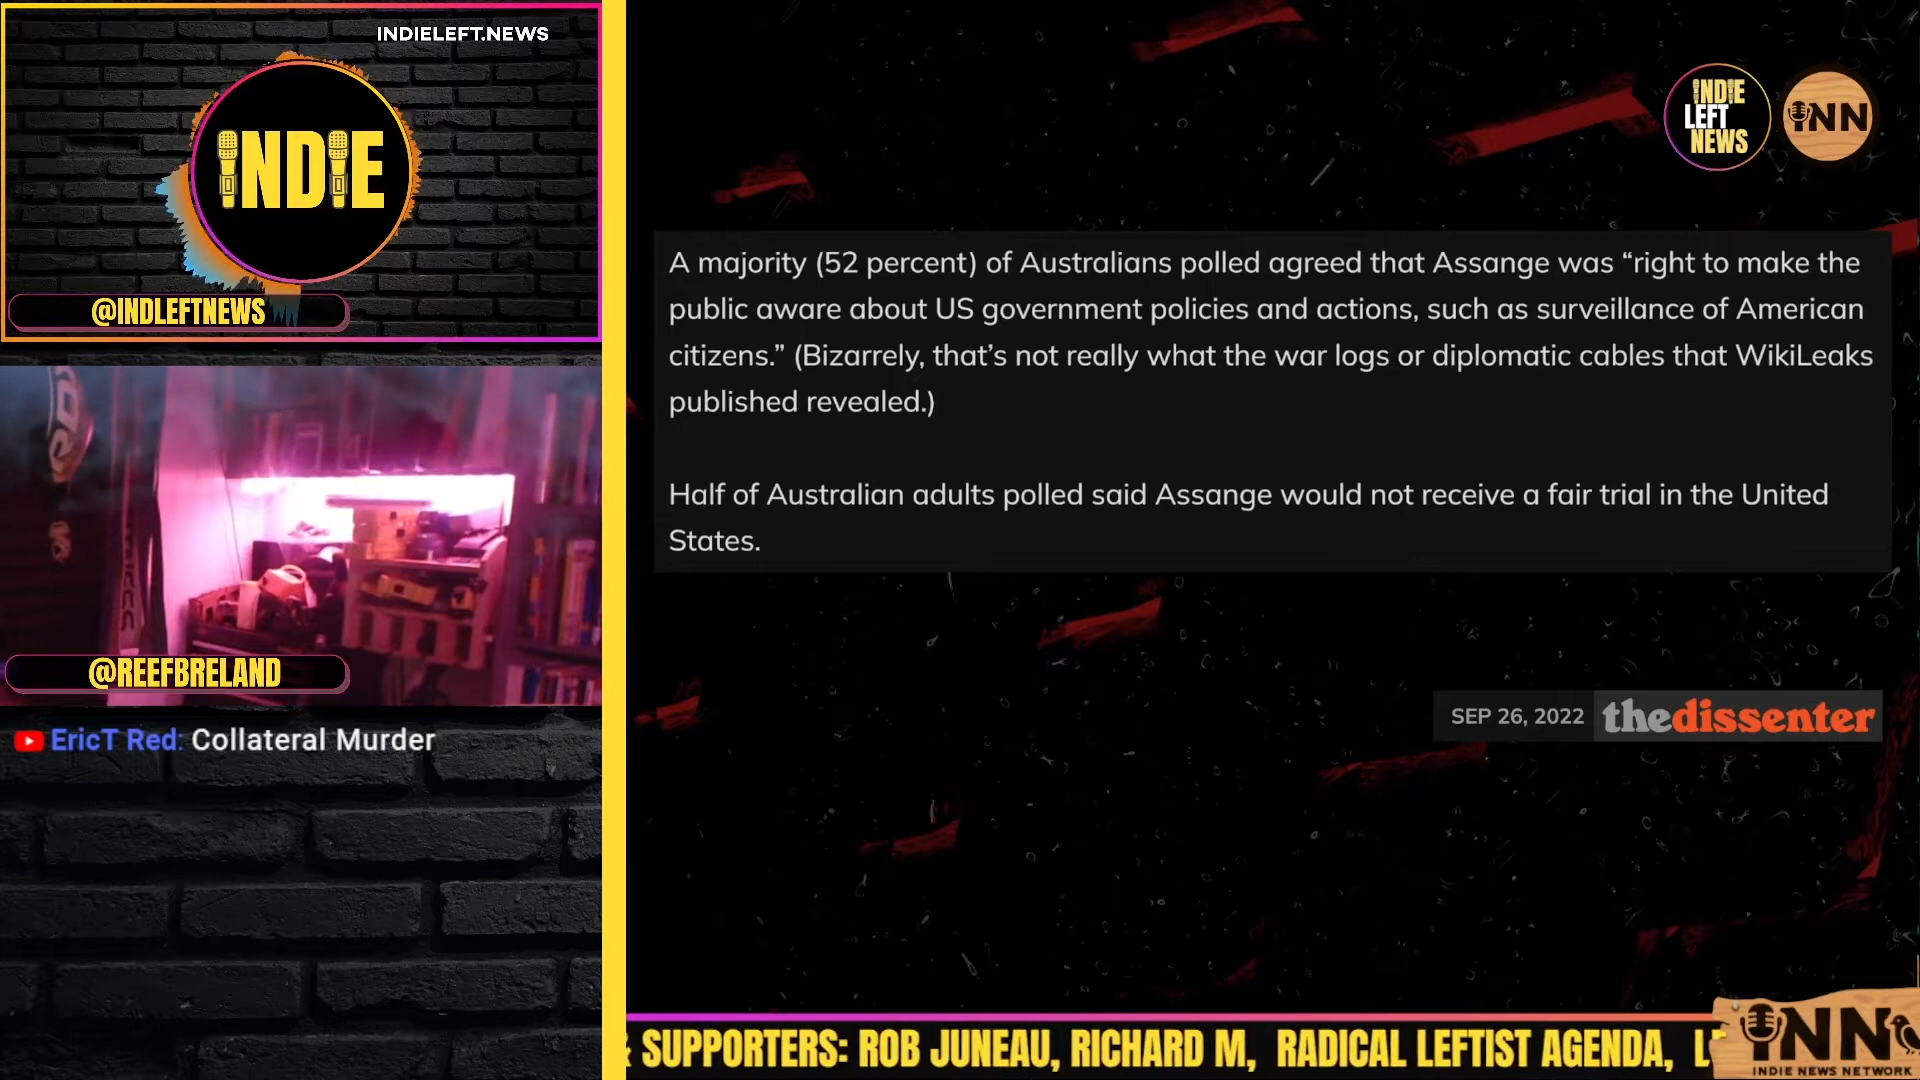 INDIELEFT.NEWS
INDIE
@INDLEFTNEWS
@REEFBRELAND
EricT Red: Collateral Murder
INDIE
LEFT
NEWS
INN
A majority (52 percent) of Australians polled agreed that Assange was “right to make the
public aware about US government policies and actions, such as surveillance of American
citizens.” (Bizarrely, that’s not really what the war logs or diplomatic cables that WikiLeaks
published revealed.)
Half of Australian adults polled said Assange would not receive a fair trial in the United
States.
SEP 26, 2022 thedissenter
& SUPPORTERS: ROB JUNEAU, RICHARD M, RADICAL LEFTIST AGENDA,
INN
INDIE NEWS NETWORK